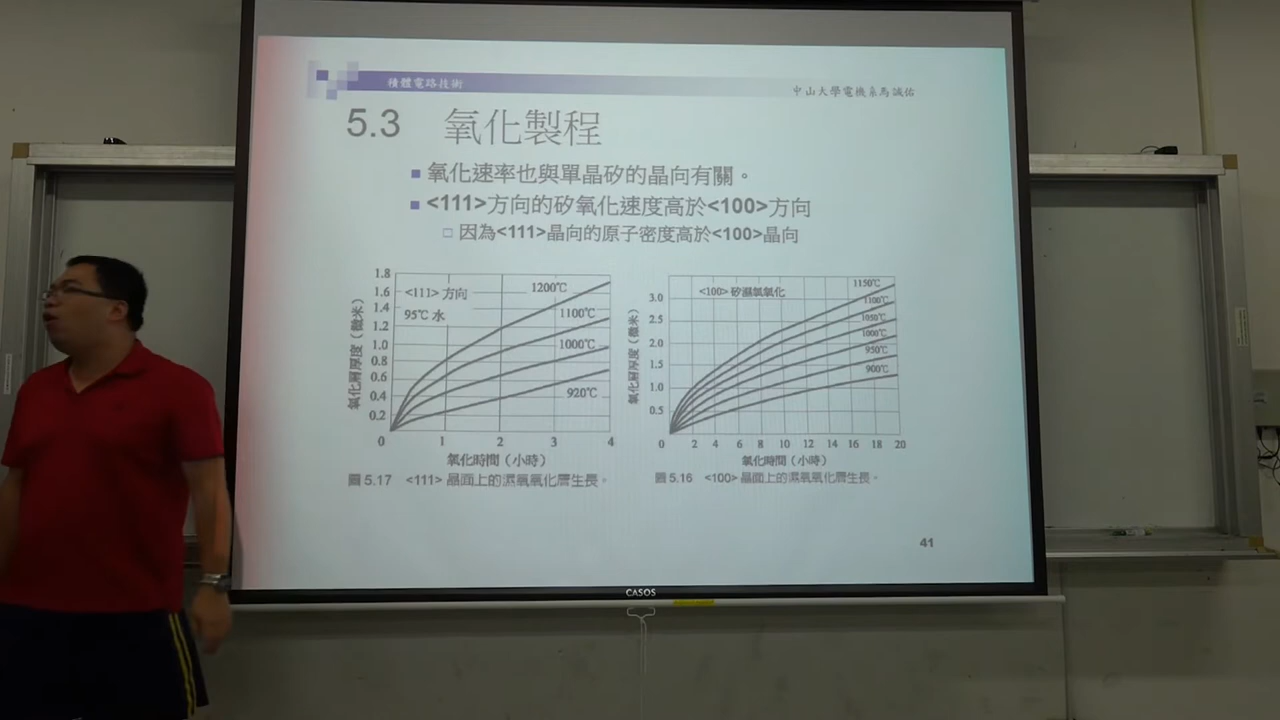 積體電路技術
中山大學電機系馬誠佑
5.3 氧化製程
氧化速率也與單晶矽的晶向有關。
<111>方向的矽氧化速度高於<100>方向
因為<111>晶向的原子密度高於<100>晶向
1.8
1.6
1.4
1.2
1.0
0.8
0.6
0.4
0.2
0
1 2 3 4
氧化層厚度（微米）
<111> 方向
95℃ 水
1200℃
1100℃
1000℃
920℃
氧化時間（小時）
圖 5.17 <111> 晶面上的濕氧氧化層生長。
3.0
2.5
2.0
1.5
1.0
0.5
0
2 4 6 8 10 12 14 16 18 20
氧化層厚度（微米）
<100> 矽濕氧氧化
1150℃
1100℃
1050℃
1000℃
950℃
900℃
氧化時間（小時）
圖 5.16 <100> 晶面上的濕氧氧化層生長。
41
CASOS